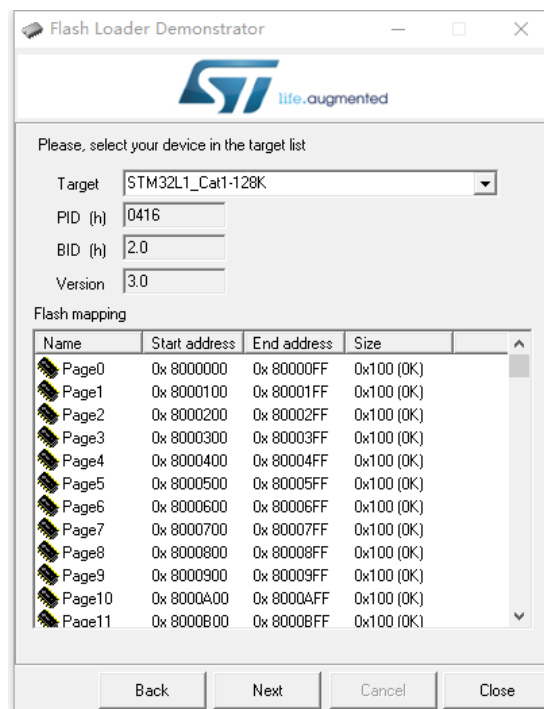 Flash Loader Demonstrator
ST life.augmented
Please, select your device in the target list
Target STM32L1_Cat1-128K
PID (h) 0416
BID (h) 2.0
Version 3.0
Flash mapping
Name Start address End address Size
Page0 0x 8000000 0x 80000FF 0x100 (0K)
Page1 0x 8000100 0x 80001FF 0x100 (0K)
Page2 0x 8000200 0x 80002FF 0x100 (0K)
Page3 0x 8000300 0x 80003FF 0x100 (0K)
Page4 0x 8000400 0x 80004FF 0x100 (0K)
Page5 0x 8000500 0x 80005FF 0x100 (0K)
Page6 0x 8000600 0x 80006FF 0x100 (0K)
Page7 0x 8000700 0x 80007FF 0x100 (0K)
Page8 0x 8000800 0x 80008FF 0x100 (0K)
Page9 0x 8000900 0x 80009FF 0x100 (0K)
Page10 0x 8000A00 0x 8000AFF 0x100 (0K)
Page11 0x 8000B00 0x 8000BFF 0x100 (0K)
Back Next Cancel Close